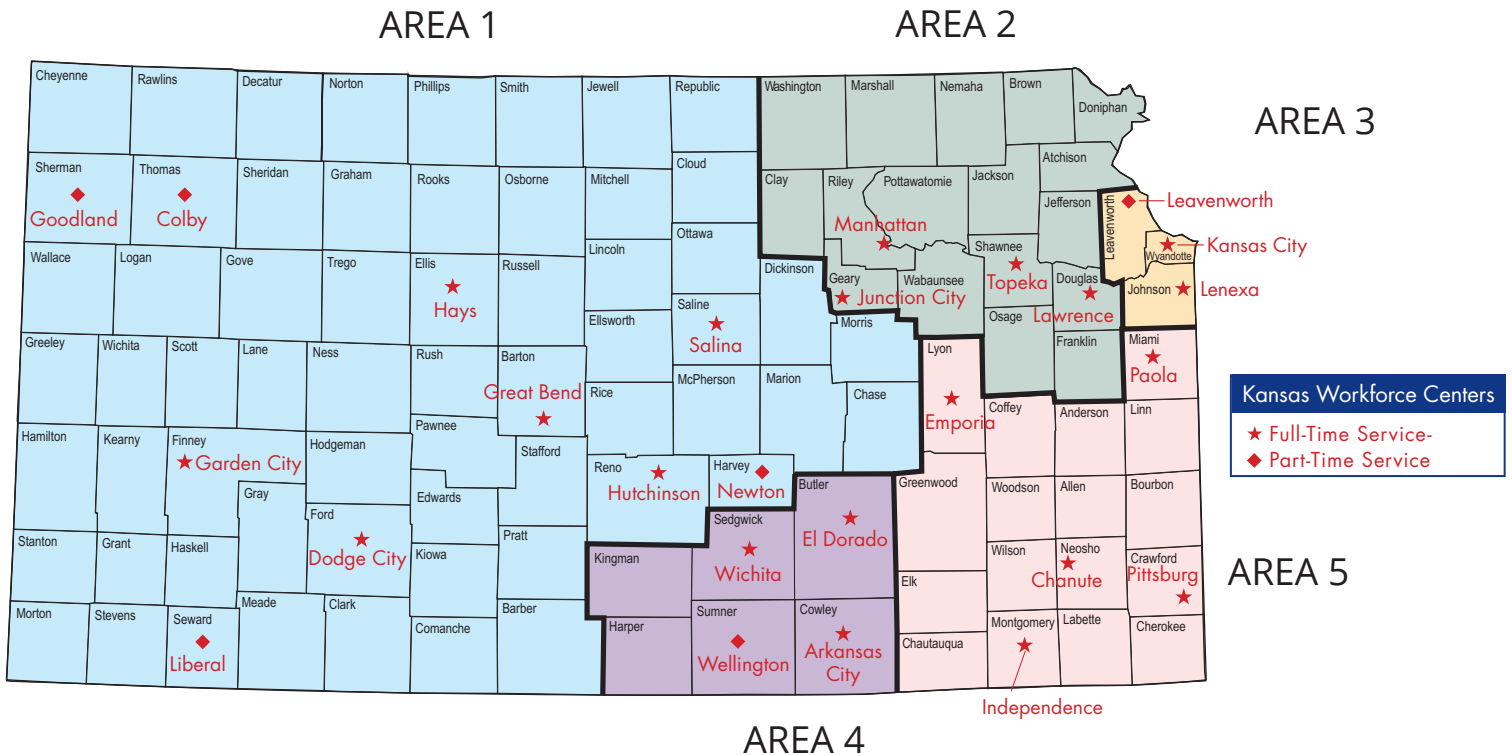 AREA 1
AREA 2
AREA 3
Cheyenne
Rawlins
Decatur
Norton
Phillips
Smith
Jewell
Republic
Washington
Marshall
Nemaha
Brown
Doniphan
Sherman
Goodland
Thomas
Colby
Sheridan
Graham
Rooks
Osborne
Mitchell
Cloud
Clay
Riley
Pottawatomie
Manhattan
Jackson
Atchison
Jefferson
Leavenworth
Leavenworth
Kansas City
Wyandotte
Wallace
Logan
Gove
Trego
Ellis
Hays
Russell
Lincoln
Ottawa
Saline
Salina
Dickinson
Geary
Junction City
Wabaunsee
Shawnee
Topeka
Douglas
Lawrence
Johnson
Lenexa
Osage
Franklin
Miami
Paola
Greeley
Wichita
Scott
Lane
Ness
Rush
Barton
Great Bend
Ellsworth
Rice
McPherson
Marion
Morris
Chase
Lyon
Emporia
Coffey
Anderson
Linn
Kansas Workforce Centers
Full-Time Service-
Part-Time Service
Hamilton
Kearny
Finney
Garden City
Hodgeman
Pawnee
Stafford
Edwards
Reno
Hutchinson
Harvey
Newton
Butler
El Dorado
Greenwood
Woodson
Allen
Bourbon
Gray
Ford
Dodge City
Stanton
Grant
Haskell
Kiowa
Pratt
Kingman
Sedgwick
Wichita
Elk
Wilson
Neosho
Chanute
Crawford
Pittsburg
AREA 5
Morton
Stevens
Seward
Liberal
Meade
Clark
Comanche
Barber
Harper
Sumner
Wellington
Cowley
Arkansas
City
Chautauqua
Montgomery
Labette
Cherokee
Independence
AREA 4